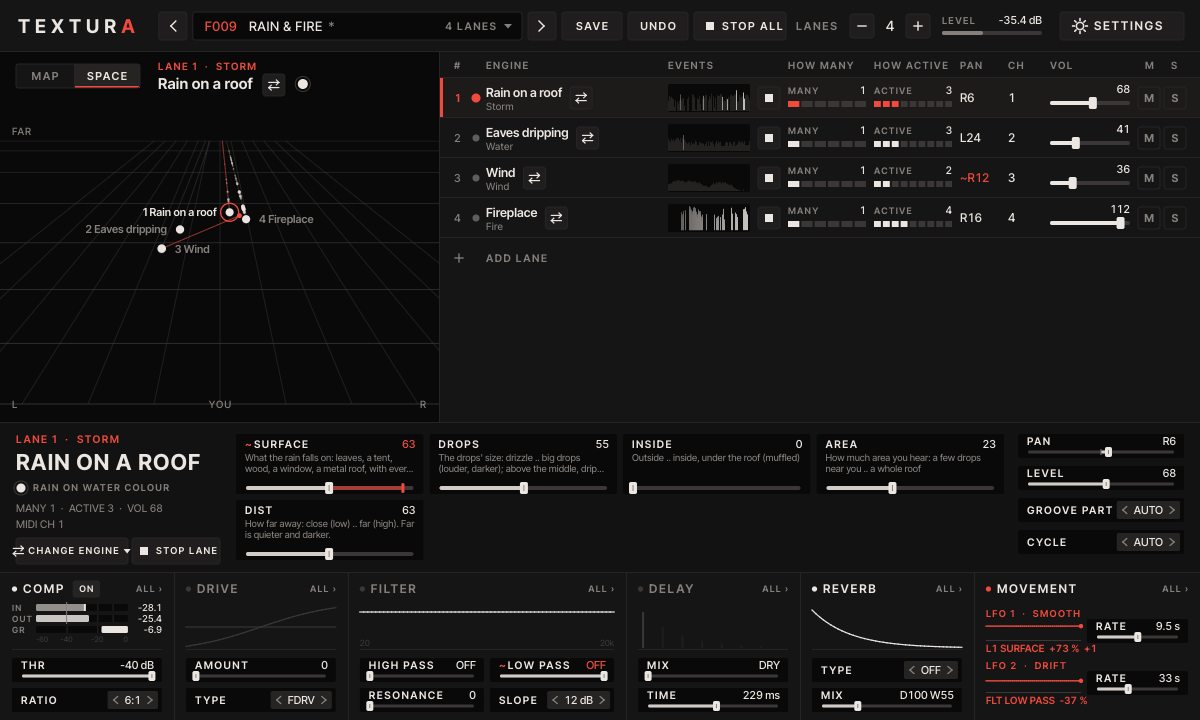 TEXTURA
F009 RAIN & FIRE * 4 LANES
SAVE UNDO STOP ALL LANES 4 LEVEL -35.4 dB SETTINGS
MAP SPACE
LANE 1 · STORM
Rain on a roof
FAR
1 Rain on a roof
4 Fireplace
2 Eaves dripping
3 Wind
L YOU R
# ENGINE EVENTS HOW MANY HOW ACTIVE PAN CH VOL M S
1 Rain on a roof MANY 1 ACTIVE 3 R6 1 68 M S
Storm
2 Eaves dripping MANY 1 ACTIVE 3 L24 2 41 M S
Water
3 Wind MANY 1 ACTIVE 2 ~R12 3 36 M S
Wind
4 Fireplace MANY 1 ACTIVE 4 R16 4 112 M S
Fire
+ ADD LANE
LANE 1 · STORM
RAIN ON A ROOF
RAIN ON WATER COLOUR
MANY 1 · ACTIVE 3 · VOL 68
MIDI CH 1
CHANGE ENGINE STOP LANE
~SURFACE 63
What the rain falls on: leaves, a tent,
wood, a window, a metal roof, with ever...
DROPS 55
The drops' size: drizzle .. big drops
(louder, darker); above the middle, drip...
INSIDE 0
Outside .. inside, under the roof (muffled)
AREA 23
How much area you hear: a few drops
near you .. a whole roof
DIST 63
How far away: close (low) .. far (high). Far
is quieter and darker.
PAN R6
LEVEL 68
GROOVE PART < AUTO >
CYCLE < AUTO >
COMP ON ALL ›
IN -28.1
OUT -25.4
GR -6.9
-60 -40 -20 0
THR -40 dB
RATIO < 6:1 >
DRIVE ALL ›
AMOUNT 0
TYPE < FDRV >
FILTER ALL ›
20 20k
HIGH PASS OFF
~LOW PASS OFF
RESONANCE 0
SLOPE < 12 dB >
DELAY ALL ›
MIX DRY
TIME 229 ms
REVERB ALL ›
TYPE < OFF >
MIX D100 W55
MOVEMENT ALL ›
LFO 1 · SMOOTH
RATE 9.5 s
L1 SURFACE +73 % +1
LFO 2 · DRIFT
RATE 33 s
FLT LOW PASS -37 %